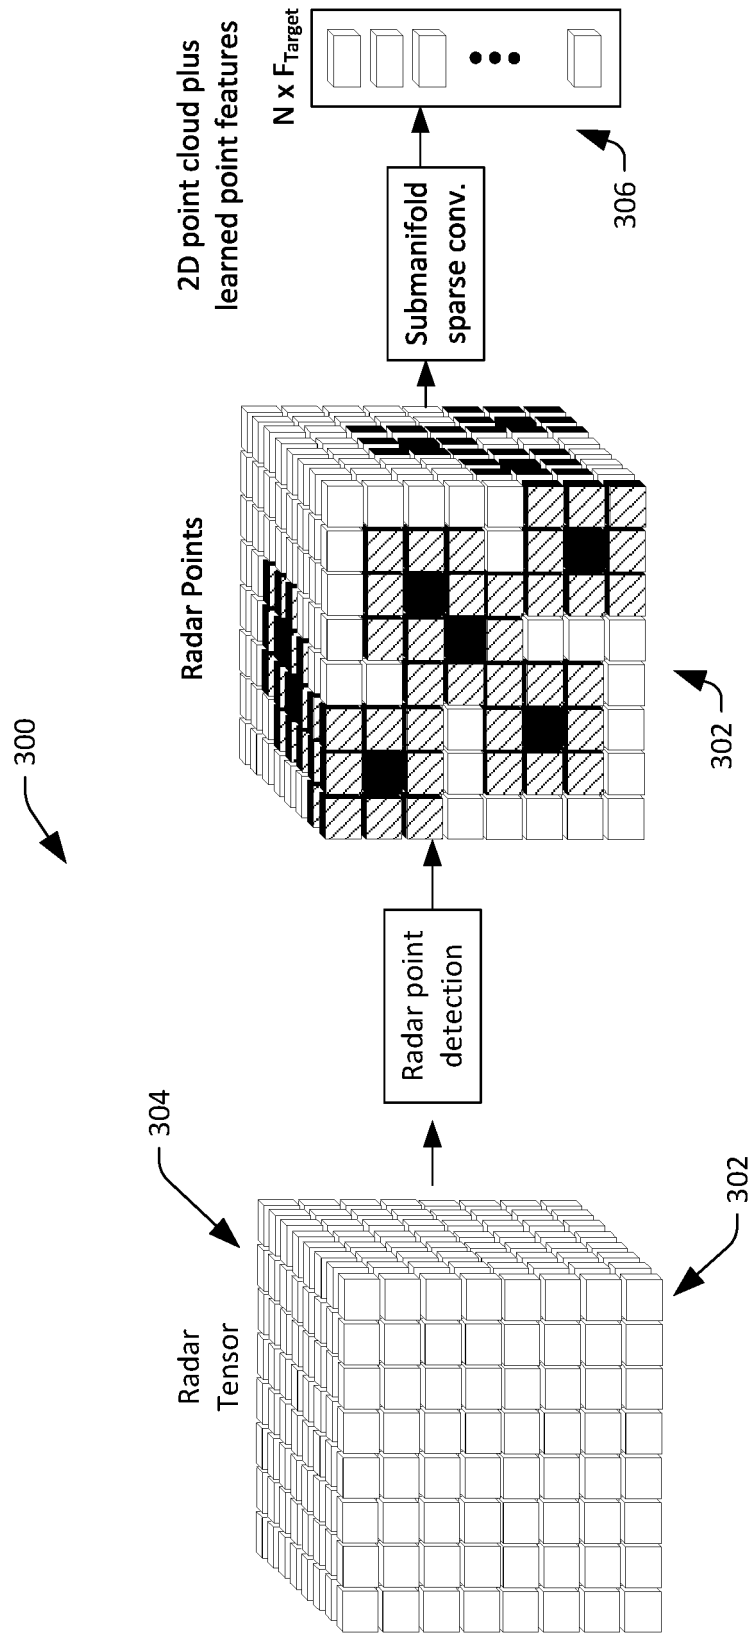 300
304
Radar
Tensor
302
Radar point
detection
Radar Points
302
Submanifold
sparse conv.
2D point cloud plus
learned point features
N x F_Target
306